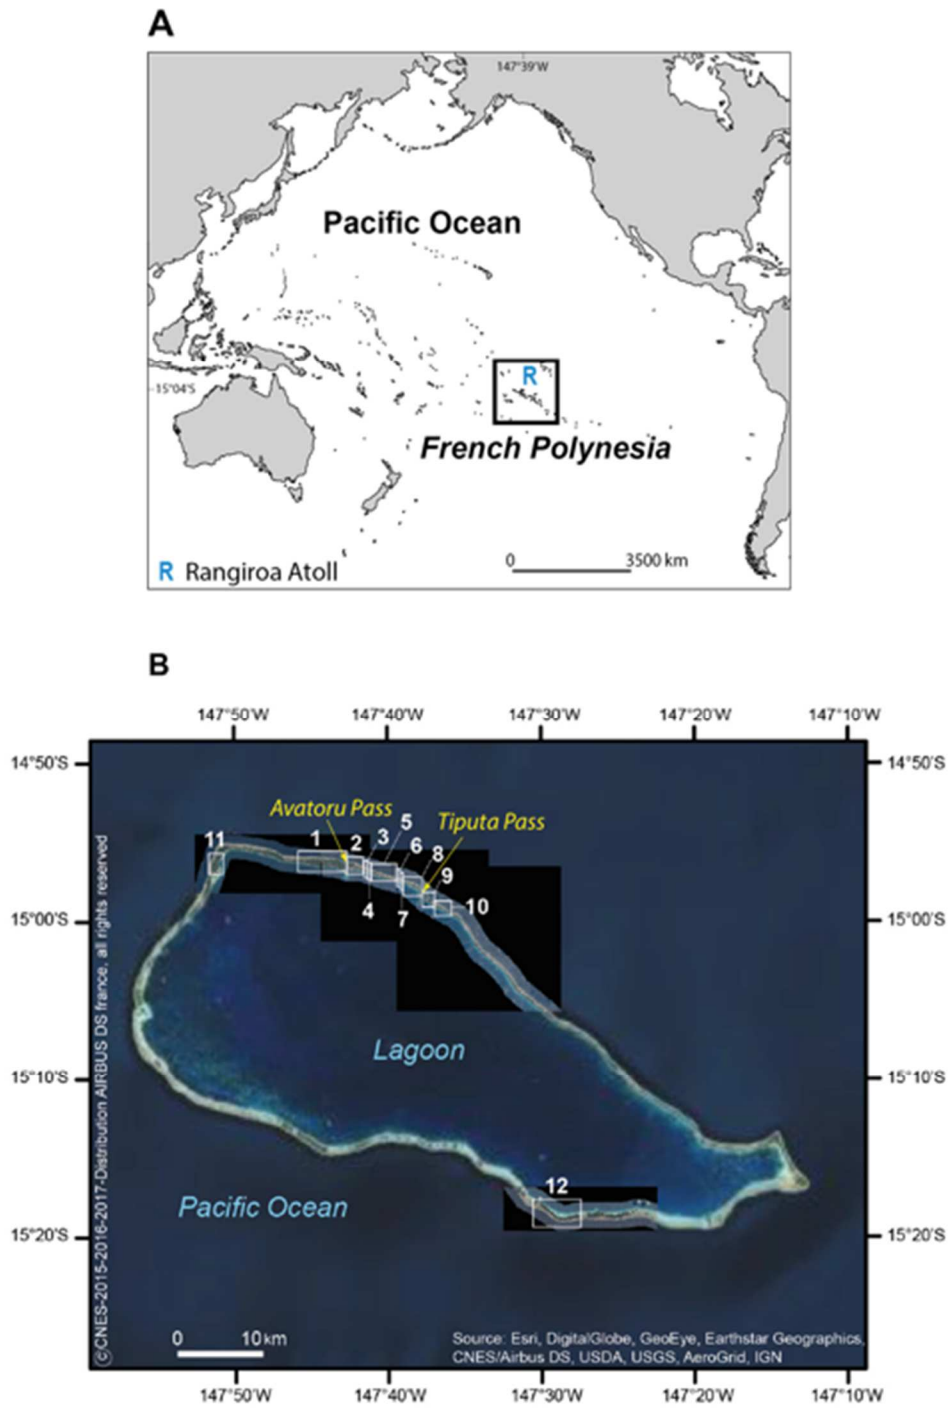 A
147°39'W
Pacific Ocean
15°04'S
R
French Polynesia
R Rangiroa Atoll
0 3500 km
B
147°50'W 147°40'W 147°30'W 147°20'W 147°10'W
14°50'S 14°50'S
Avatoru Pass
5
Tiputa Pass
11 1 2 3 6 8
9
4 7 10
15°00'S 15°00'S
Lagoon
15°10'S 15°10'S
12
Pacific Ocean
15°20'S 15°20'S
©CNES-2015-2016-2017-Distribution AIRBUS DS france, all rights reserved
0 10 km
Source: Esri, DigitalGlobe, GeoEye, Earthstar Geographics,
CNES/Airbus DS, USDA, USGS, AeroGrid, IGN
147°50'W 147°40'W 147°30'W 147°20'W 147°10'W